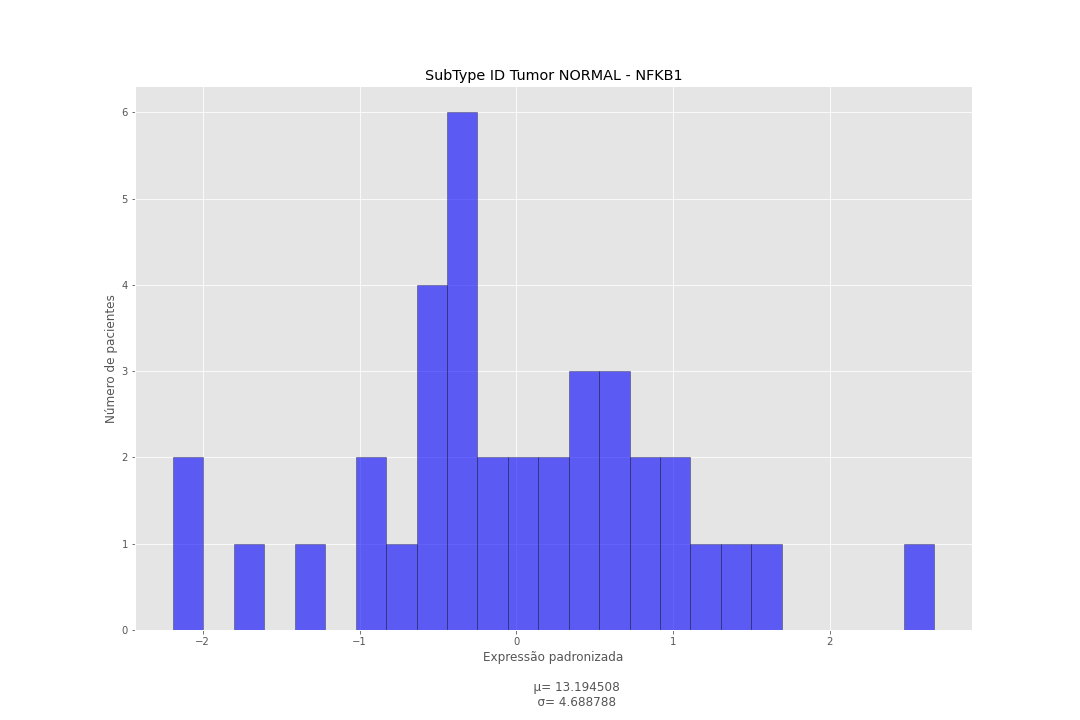 SubType ID Tumor NORMAL - NFKB1
6
5
4
3
2
1
0
Número de pacientes
−2
−1
0
1
2
Expressão padronizada
μ= 13.194508
σ= 4.688788